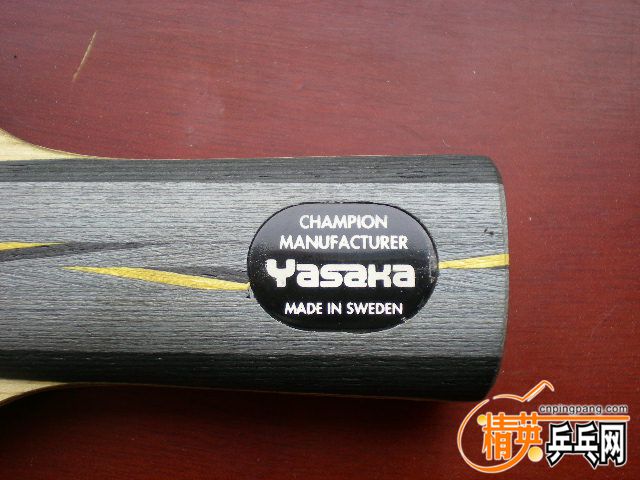 CHAMPION
MANUFACTURER
Yasaka
MADE IN SWEDEN
cnpingpang.com
精英乒乓网